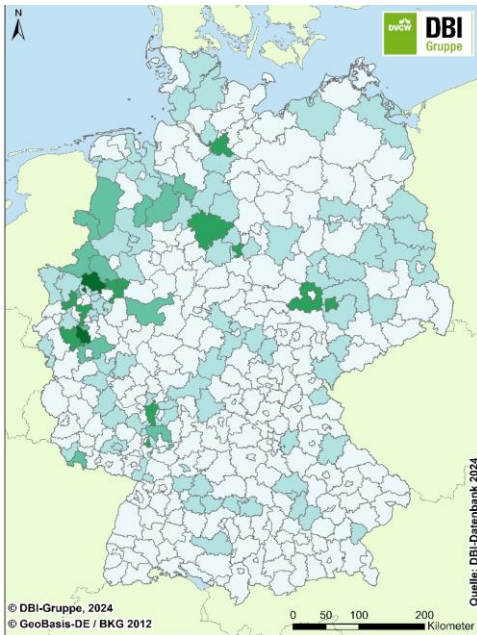 N
DVGW
DBI
Gruppe
Quelle: DBI-Datenbank 2024
© DBI-Gruppe, 2024
© GeoBasis-DE / BKG 2012
0 50 100 200
Kilometer